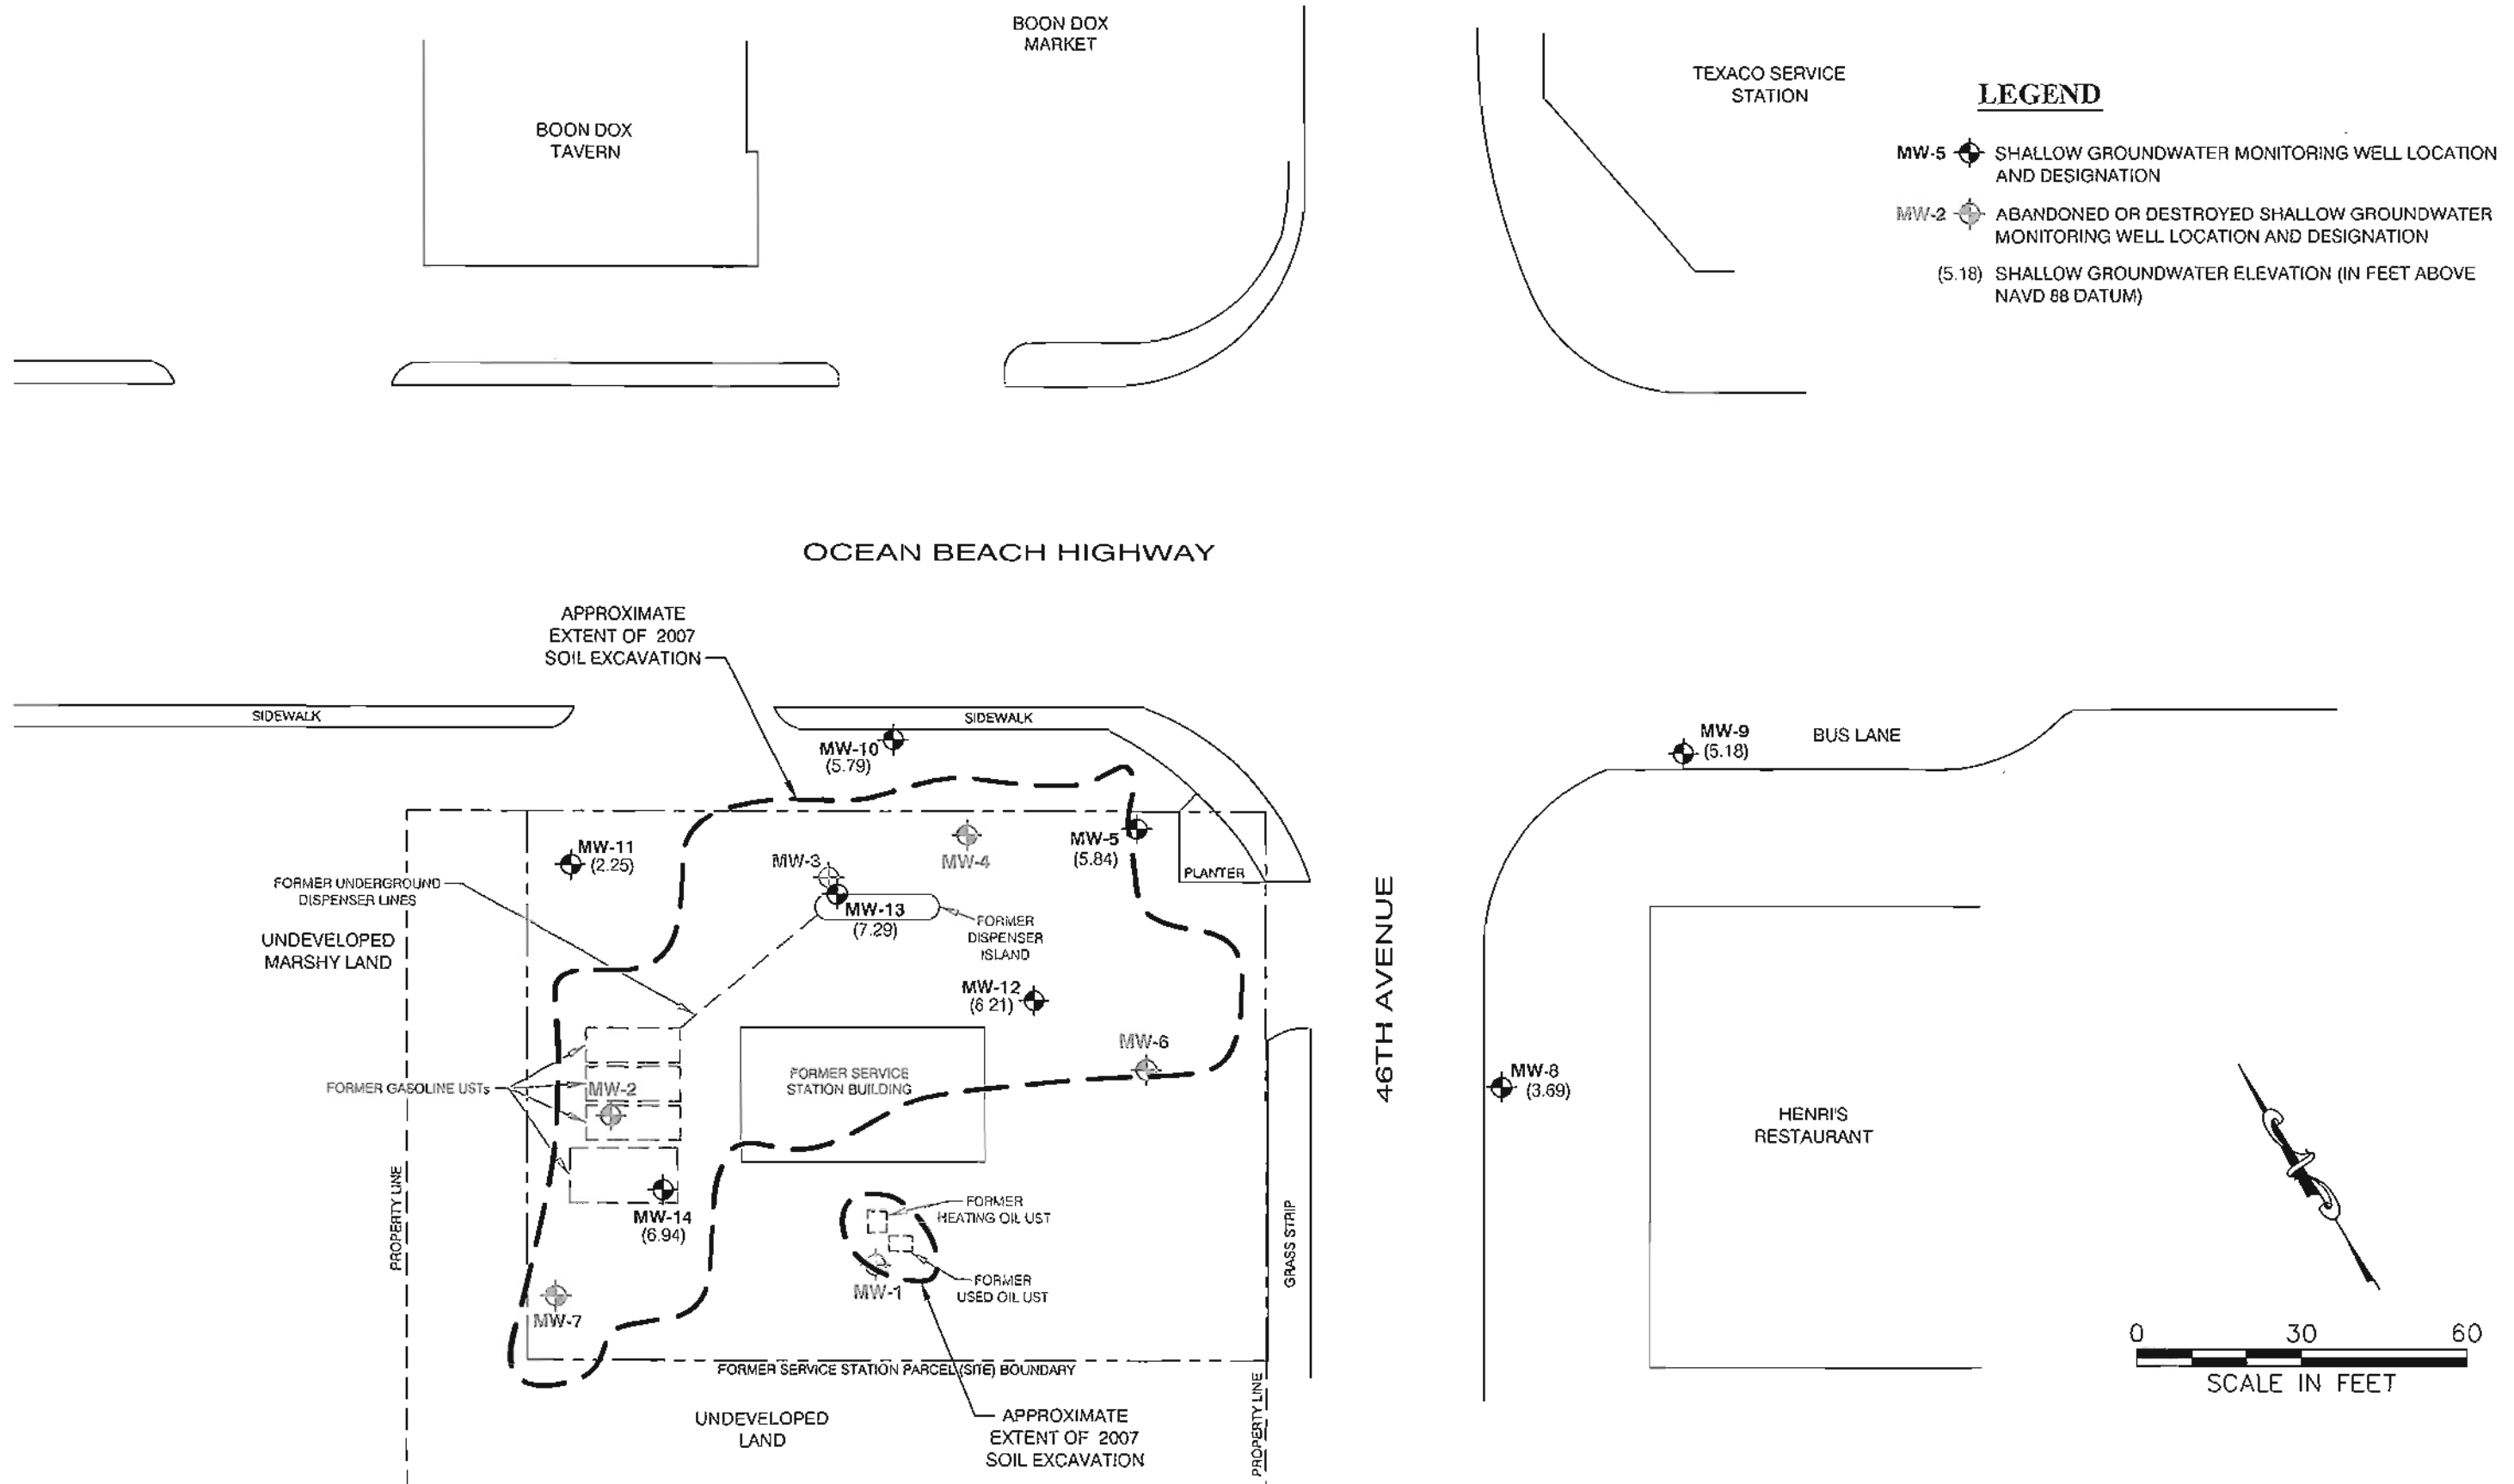 BOON DOX
MARKET
BOON DOX
TAVERN
TEXACO SERVICE
STATION
LEGEND
MW-5 SHALLOW GROUNDWATER MONITORING WELL LOCATION
AND DESIGNATION
MW-2 ABANDONED OR DESTROYED SHALLOW GROUNDWATER
MONITORING WELL LOCATION AND DESIGNATION
(5.18) SHALLOW GROUNDWATER ELEVATION (IN FEET ABOVE
NAVD 88 DATUM)
OCEAN BEACH HIGHWAY
APPROXIMATE
EXTENT OF 2007
SOIL EXCAVATION
SIDEWALK
SIDEWALK
MW-10
(5.79)
MW-9
(5.18)
BUS LANE
MW-11
(2.25)
MW-3
MW-4
MW-5
(5.84)
PLANTER
FORMER UNDERGROUND
DISPENSER LINES
MW-13
(7.29)
FORMER
DISPENSER
ISLAND
UNDEVELOPED
MARSHY LAND
MW-12
(6 21)
46TH AVENUE
MW-6
FORMER SERVICE
STATION BUILDING
FORMER GASOLINE USTs
MW-2
MW-8
(3.69)
HENRI'S
RESTAURANT
PROPERTY LINE
MW-14
(6.94)
FORMER
HEATING OIL UST
GRASS STRIP
MW-1
FORMER
USED OIL UST
MW-7
FORMER SERVICE STATION PARCEL (SITE) BOUNDARY
PROPERTY LINE
UNDEVELOPED
LAND
APPROXIMATE
EXTENT OF 2007
SOIL EXCAVATION
0 30 60
SCALE IN FEET